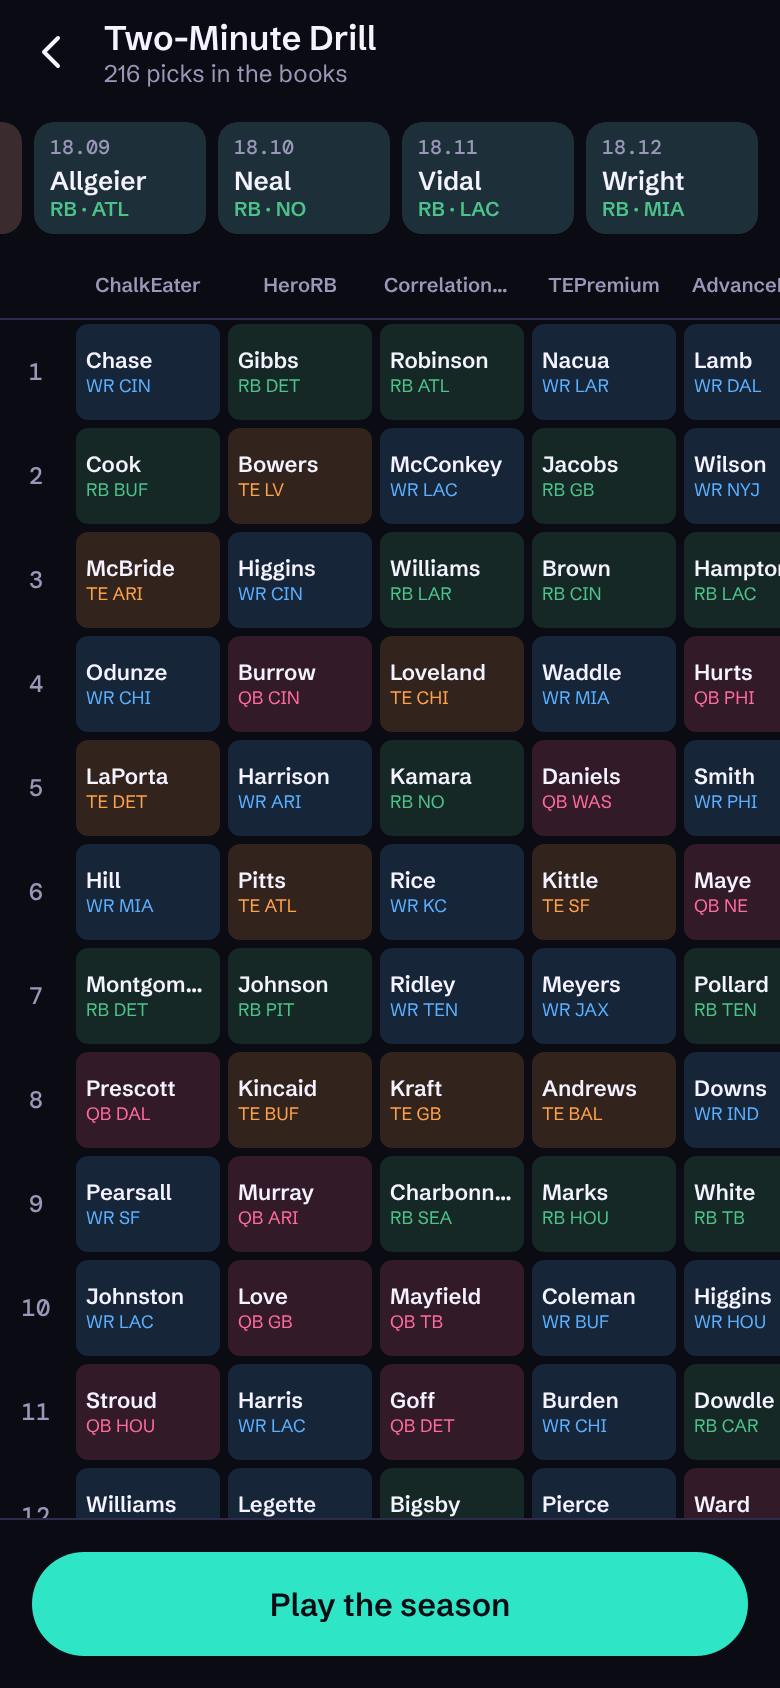 Two-Minute Drill
216 picks in the books
18.09
Allgeier
RB · ATL
18.10
Neal
RB · NO
18.11
Vidal
RB · LAC
18.12
Wright
RB · MIA
ChalkEater HeroRB Correlation... TEPremium Advance
1
Chase Gibbs Robinson Nacua Lamb
WR CIN RB DET RB ATL WR LAR WR DAL
2
Cook Bowers McConkey Jacobs Wilson
RB BUF TE LV WR LAC RB GB WR NYJ
3
McBride Higgins Williams Brown Hampton
TE ARI WR CIN RB LAR RB CIN RB LAC
4
Odunze Burrow Loveland Waddle Hurts
WR CHI QB CIN TE CHI WR MIA QB PHI
5
LaPorta Harrison Kamara Daniels Smith
TE DET WR ARI RB NO QB WAS WR PHI
6
Hill Pitts Rice Kittle Maye
WR MIA TE ATL WR KC TE SF QB NE
7
Montgom... Johnson Ridley Meyers Pollard
RB DET RB PIT WR TEN WR JAX RB TEN
8
Prescott Kincaid Kraft Andrews Downs
QB DAL TE BUF TE GB TE BAL WR IND
9
Pearsall Murray Charbonn... Marks White
WR SF QB ARI RB SEA RB HOU RB TB
10
Johnston Love Mayfield Coleman Higgins
WR LAC QB GB QB TB WR BUF WR HOU
11
Stroud Harris Goff Burden Dowdle
QB HOU WR LAC QB DET WR CHI RB CAR
12
Williams Legette Bigsby Pierce Ward
Play the season